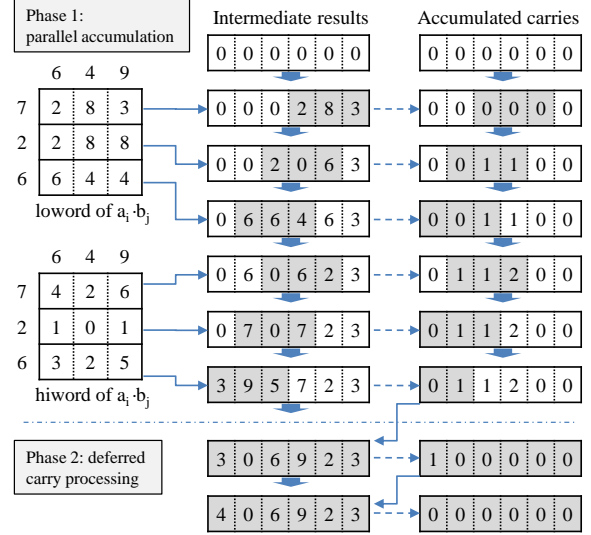 Phase 1:
parallel accumulation
Intermediate results
Accumulated carries
0 0 0 0 0 0
0 0 0 0 0 0
6 4 9
7 2 8 3
2 2 8 8
6 6 4 4
loword of aᵢ·bⱼ
0 0 0 2 8 3
0 0 0 0 0 0
0 0 2 0 6 3
0 0 1 1 0 0
0 6 6 4 6 3
0 0 1 1 0 0
6 4 9
7 4 2 6
2 1 0 1
6 3 2 5
hiword of aᵢ·bⱼ
0 6 0 6 2 3
0 1 1 2 0 0
0 7 0 7 2 3
0 1 1 2 0 0
3 9 5 7 2 3
0 1 1 2 0 0
Phase 2: deferred
carry processing
3 0 6 9 2 3
1 0 0 0 0 0
4 0 6 9 2 3
0 0 0 0 0 0